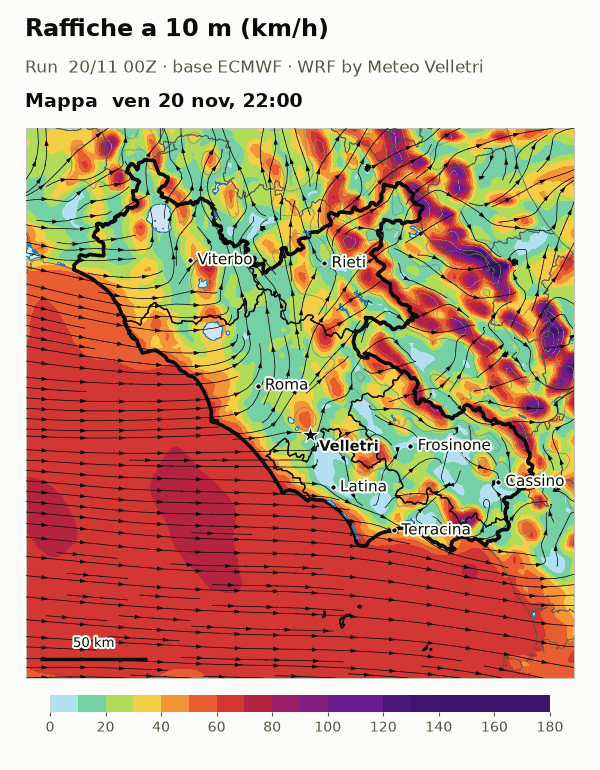 Raffiche a 10 m (km/h)
Run  20/11 00Z · base ECMWF · WRF by Meteo Velletri
Mappa  ven 20 nov, 22:00
Viterbo
Rieti
Roma
Velletri
Frosinone
Latina
Cassino
Terracina
50 km
0 20 40 60 80 100 120 140 160 180